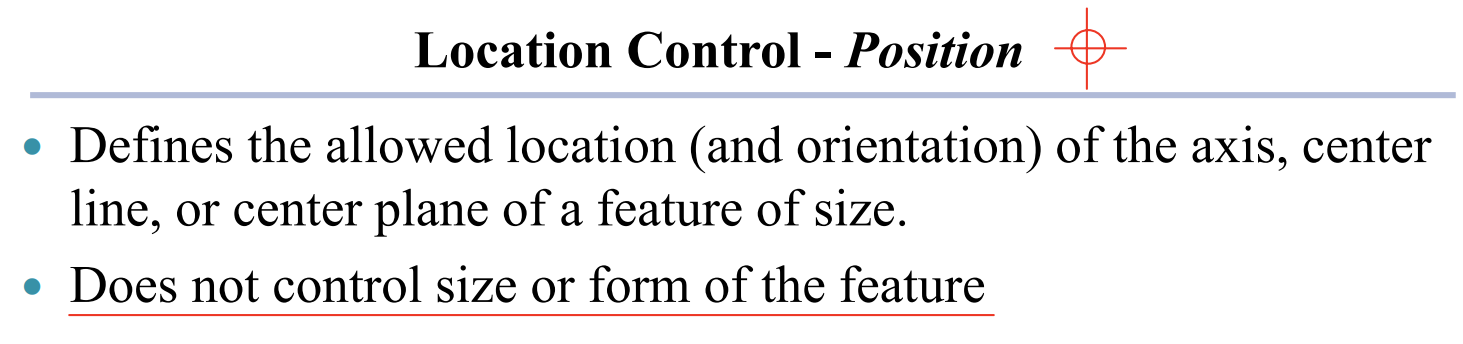 Location Control - Position
• Defines the allowed location (and orientation) of the axis, center
line, or center plane of a feature of size.
• Does not control size or form of the feature